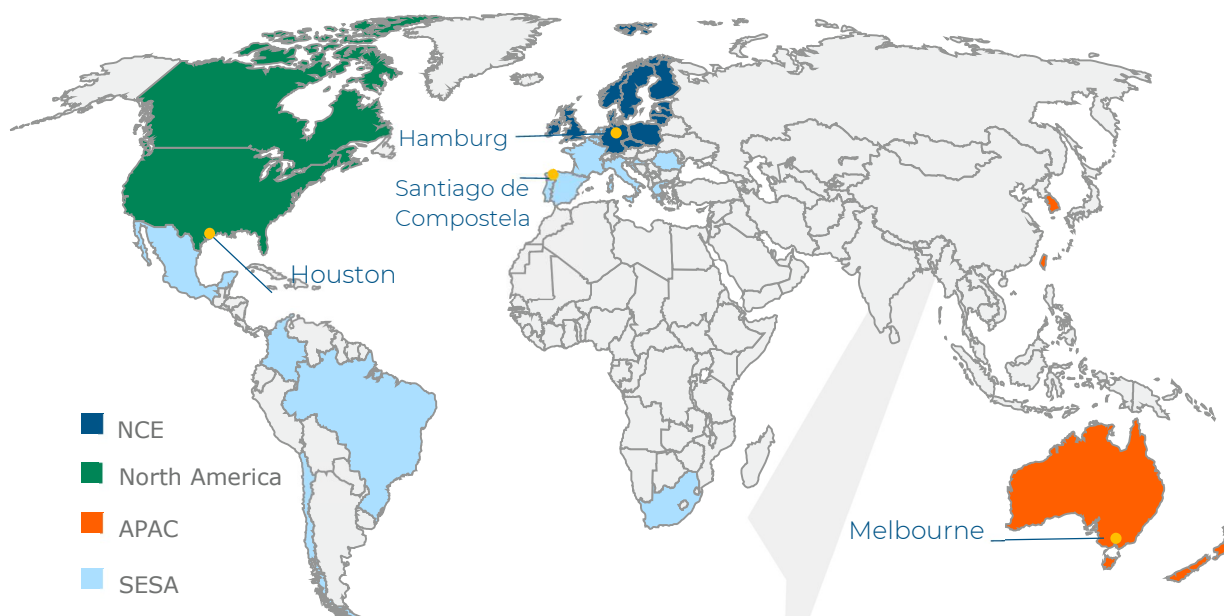 Hamburg
Santiago de
Compostela
Houston
NCE
North America
APAC
SESA
Melbourne